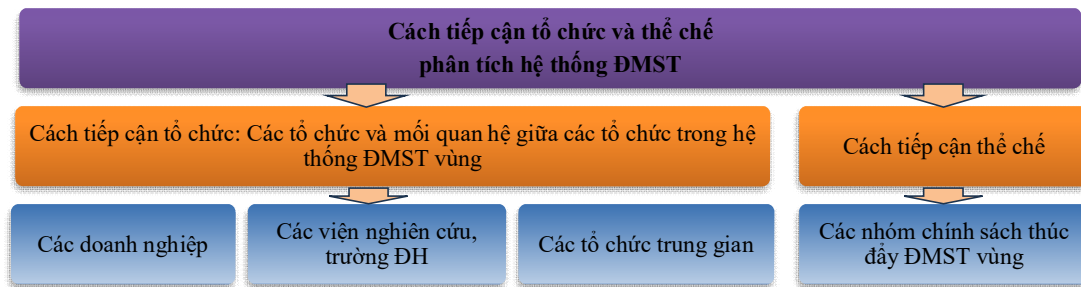 Cách tiếp cận tổ chức và thể chế
phân tích hệ thống ĐMST
Cách tiếp cận tổ chức: Các tổ chức và mối quan hệ giữa các tổ chức trong hệ
thống ĐMST vùng
Cách tiếp cận thể chế
Các doanh nghiệp
Các viện nghiên cứu,
trường ĐH
Các tổ chức trung gian
Các nhóm chính sách thúc
đẩy ĐMST vùng